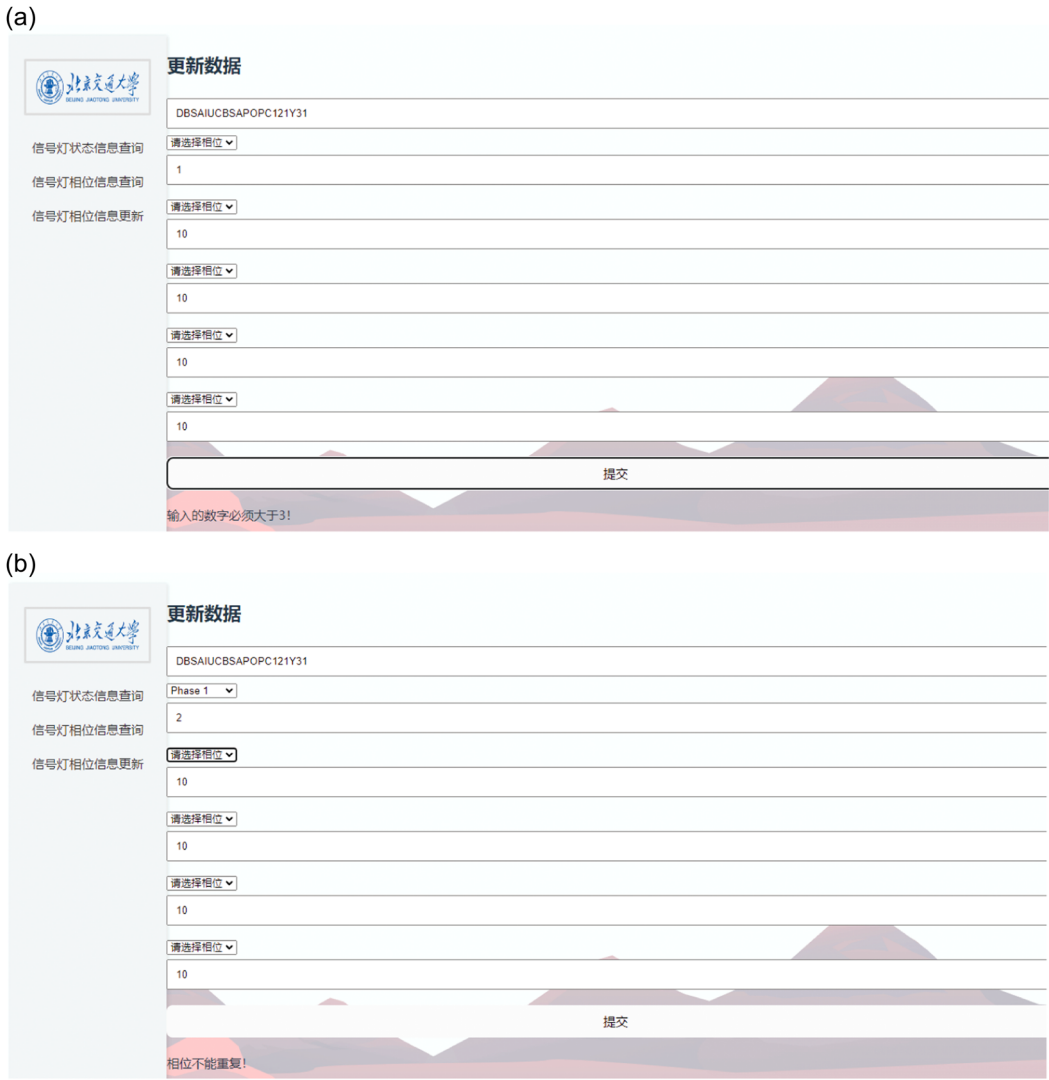 (a)
北京交通大学
BEIJING JIAOTONG UNIVERSITY
信号灯状态信息查询
信号灯相位信息查询
信号灯相位信息更新
更新数据
DBSAIUCBSAPOPC121Y31
请选择相位
1
请选择相位
10
请选择相位
10
请选择相位
10
请选择相位
10
提交
输入的数字必须大于3!
(b)
北京交通大学
BEIJING JIAOTONG UNIVERSITY
信号灯状态信息查询
信号灯相位信息查询
信号灯相位信息更新
更新数据
DBSAIUCBSAPOPC121Y31
Phase 1
2
请选择相位
10
请选择相位
10
请选择相位
10
请选择相位
10
提交
相位不能重复!